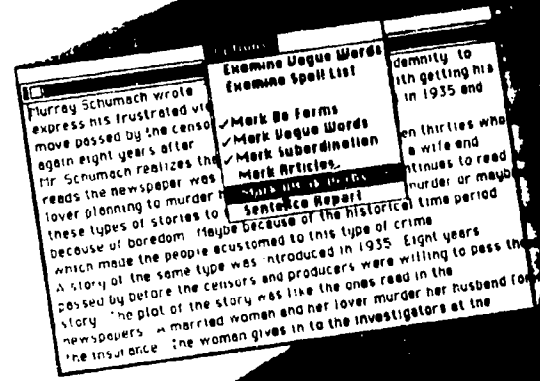 Options
Examine Vague Words
Examine Spell List
Mark Be Forms
Mark Vague Words
Mark Subordination
Mark Articles
Sentence Report
demnity to
ith getting his
in 1935 and
en thirties who
a wife and
tinues to read
murder or maybe
Murray Schumach wrote
express his frustrated
move passed by the censo
again eight years after
Mr Schumach realizes the
reads the newspaper was
lover planning to murder
these types of stories to
because of boredom Maybe because of the historical time period
which made the people acustomed to this type of crime
A story of the same type was introduced in 1935 Eight years
passed by before the censors and producers were willing to pass the
story The plot of the story was like the ones read in the
newspapers A married woman and her lover murder her husband for
the insurance The woman gives in to the investigators at the